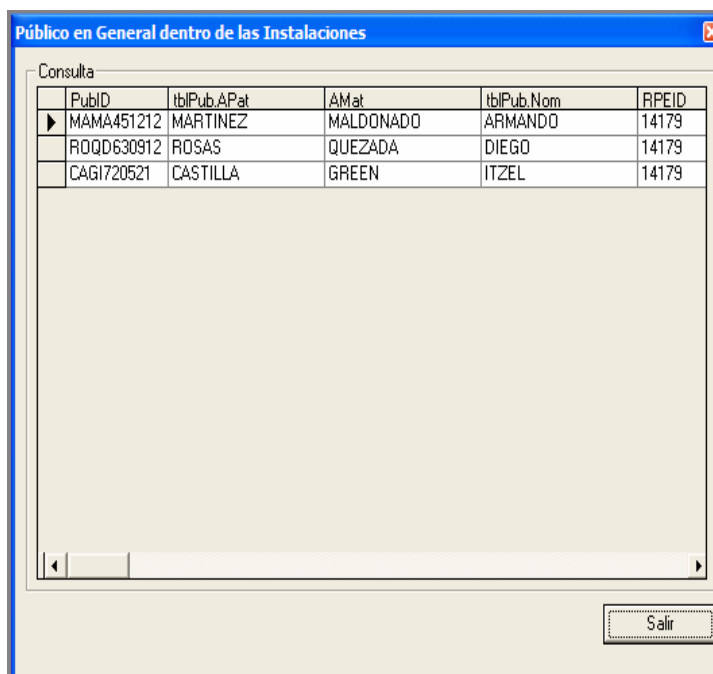 Público en General dentro de las Instalaciones
Consulta
PubID tblPub.APat AMat tblPub.Nom RPEID
MAMA451212 MARTINEZ MALDONADO ARMANDO 14179
ROQD630912 ROSAS QUEZADA DIEGO 14179
CAGI720521 CASTILLA GREEN ITZEL 14179
Salir